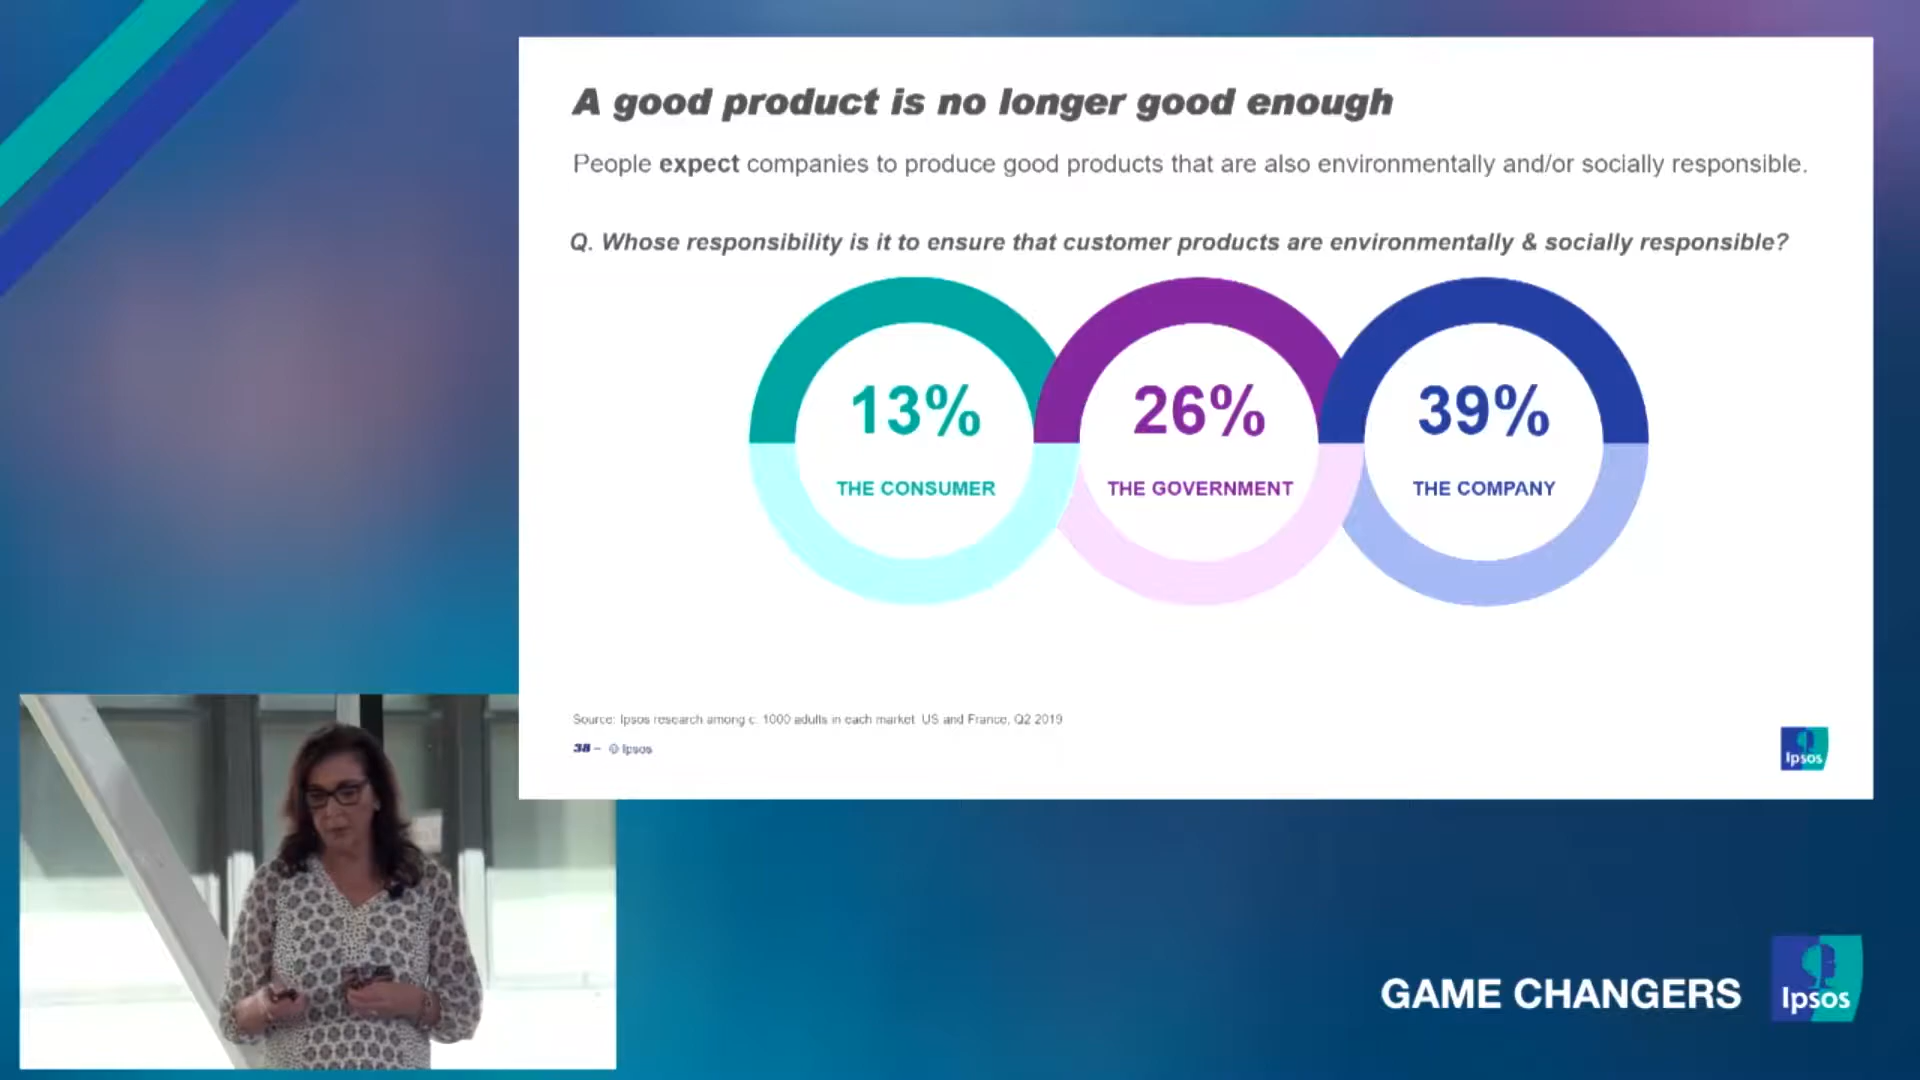 A good product is no longer good enough
People expect companies to produce good products that are also environmentally and/or socially responsible.
Q. Whose responsibility is it to ensure that customer products are environmentally & socially responsible?
13%
THE CONSUMER
26%
THE GOVERNMENT
39%
THE COMPANY
Source: Ipsos research among c. 1000 adults in each market US and France, Q2 2019
38 – © Ipsos
Ipsos
GAME CHANGERS
Ipsos